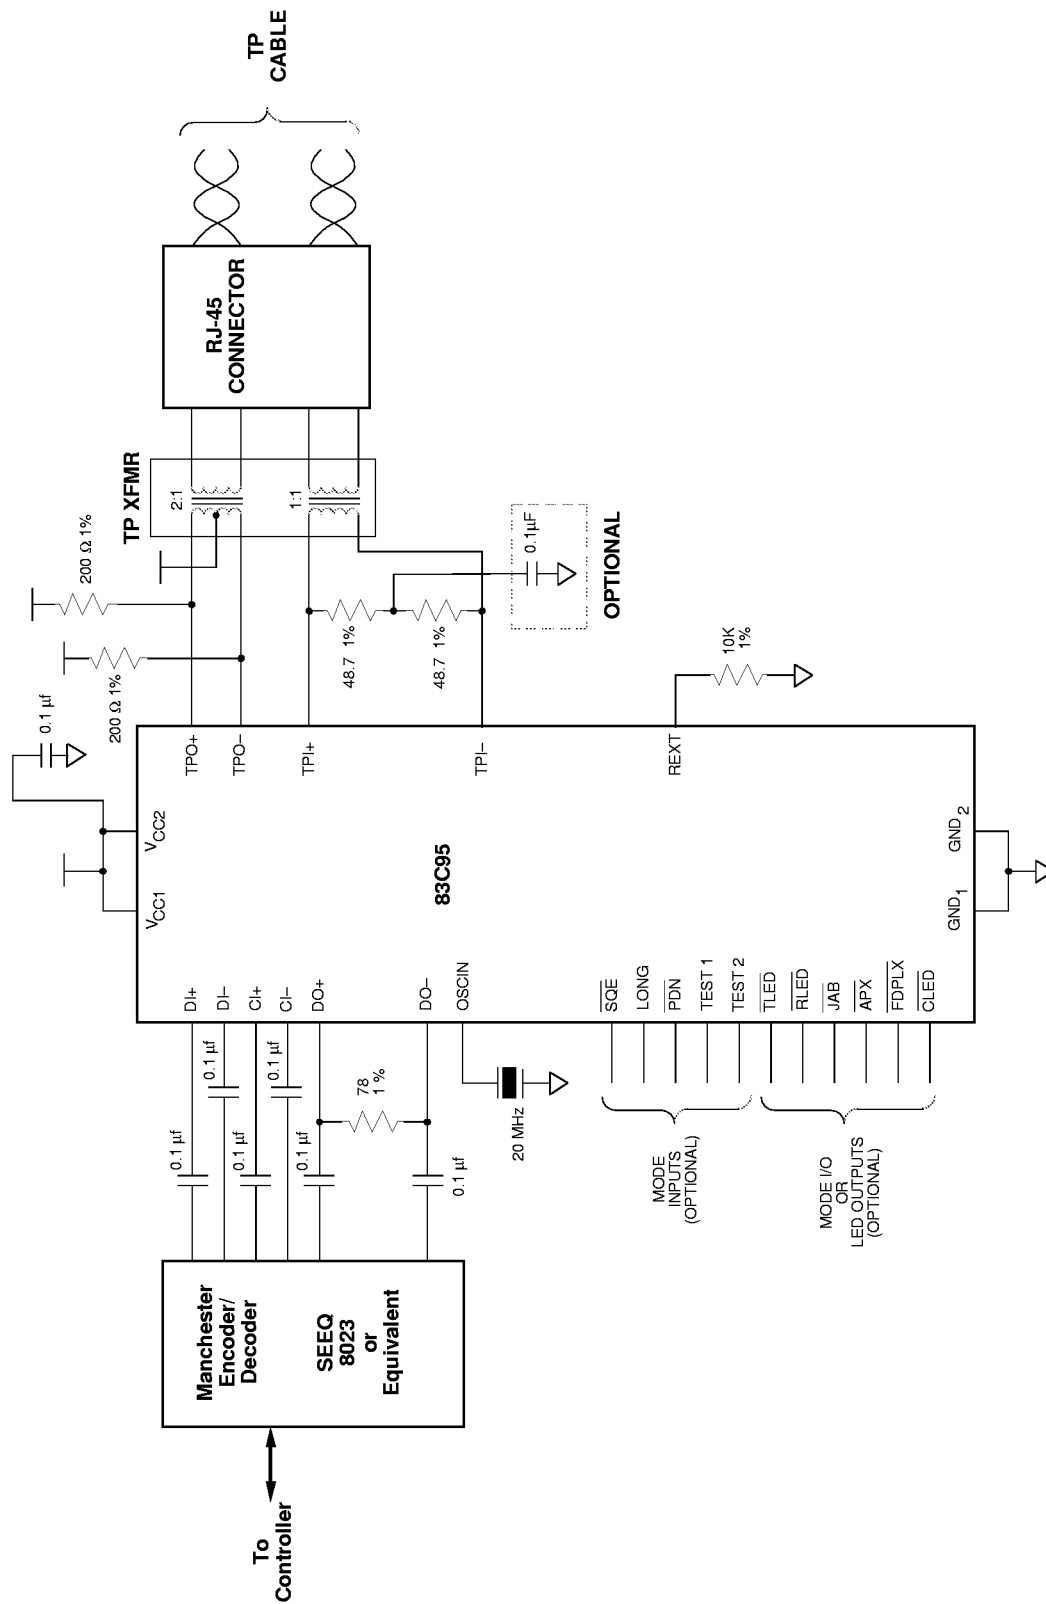 To
Controller
Manchester
Encoder/
Decoder
SEEQ
8023
or
Equivalent
0.1 µf
0.1 µf
0.1 µf
0.1 µf
0.1 µf
0.1 µf
78
1 %
20 MHz
MODE
INPUTS
(OPTIONAL)
MODE I/O
OR
LED OUTPUTS
(OPTIONAL)
DI+
DI–
CI+
CI–
DO+
DO–
OSCIN
SQE
LONG
PDN
TEST 1
TEST 2
TLED
RLED
JAB
APX
FDPLX
CLED
VCC1
VCC2
83C95
GND1
GND2
TPO+
TPO–
TPI+
TPI–
REXT
0.1 µf
200 Ω 1%
200 Ω 1%
48.7 1%
48.7 1%
10K
1%
TP XFMR
2:1
1:1
0.1µF
OPTIONAL
RJ-45
CONNECTOR
TP
CABLE